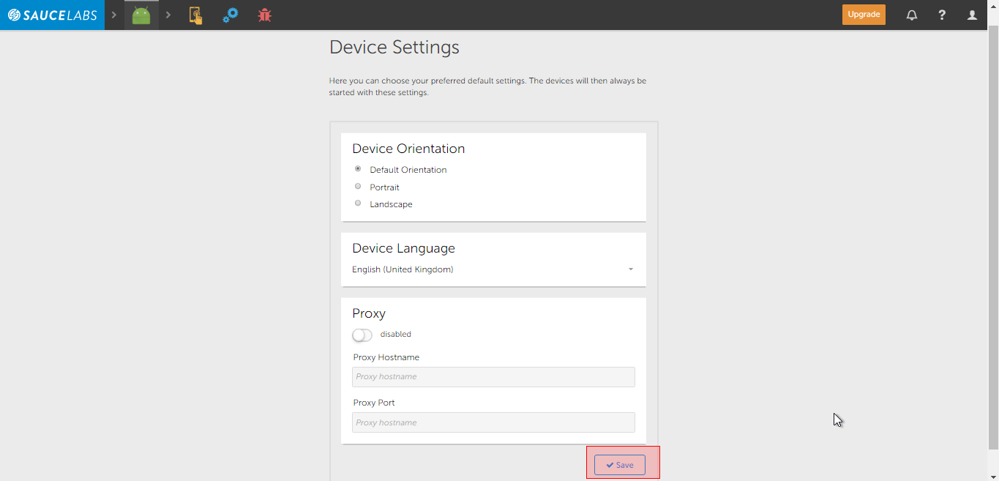 SAUCELABS
Upgrade
?
Device Settings
Here you can choose your preferred default settings. The devices will then always be
started with these settings.
Device Orientation
Default Orientation
Portrait
Landscape
Device Language
English (United Kingdom)
Proxy
disabled
Proxy Hostname
Proxy hostname
Proxy Port
Proxy hostname
Save